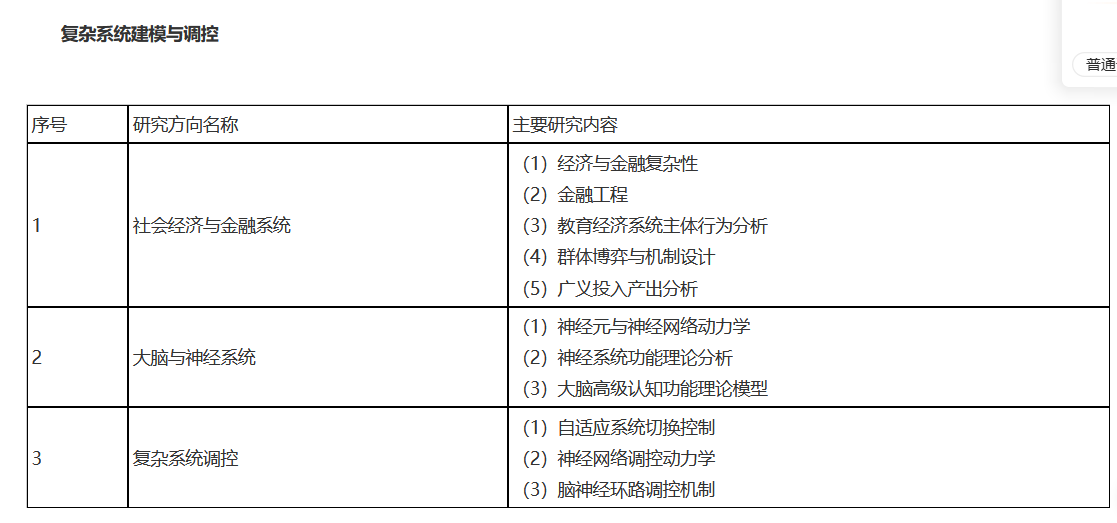 复杂系统建模与调控
普通
序号 研究方向名称 主要研究内容
1 社会经济与金融系统
（1）经济与金融复杂性
（2）金融工程
（3）教育经济系统主体行为分析
（4）群体博弈与机制设计
（5）广义投入产出分析
2 大脑与神经系统
（1）神经元与神经网络动力学
（2）神经系统功能理论分析
（3）大脑高级认知功能理论模型
3 复杂系统调控
（1）自适应系统切换控制
（2）神经网络调控动力学
（3）脑神经环路调控机制